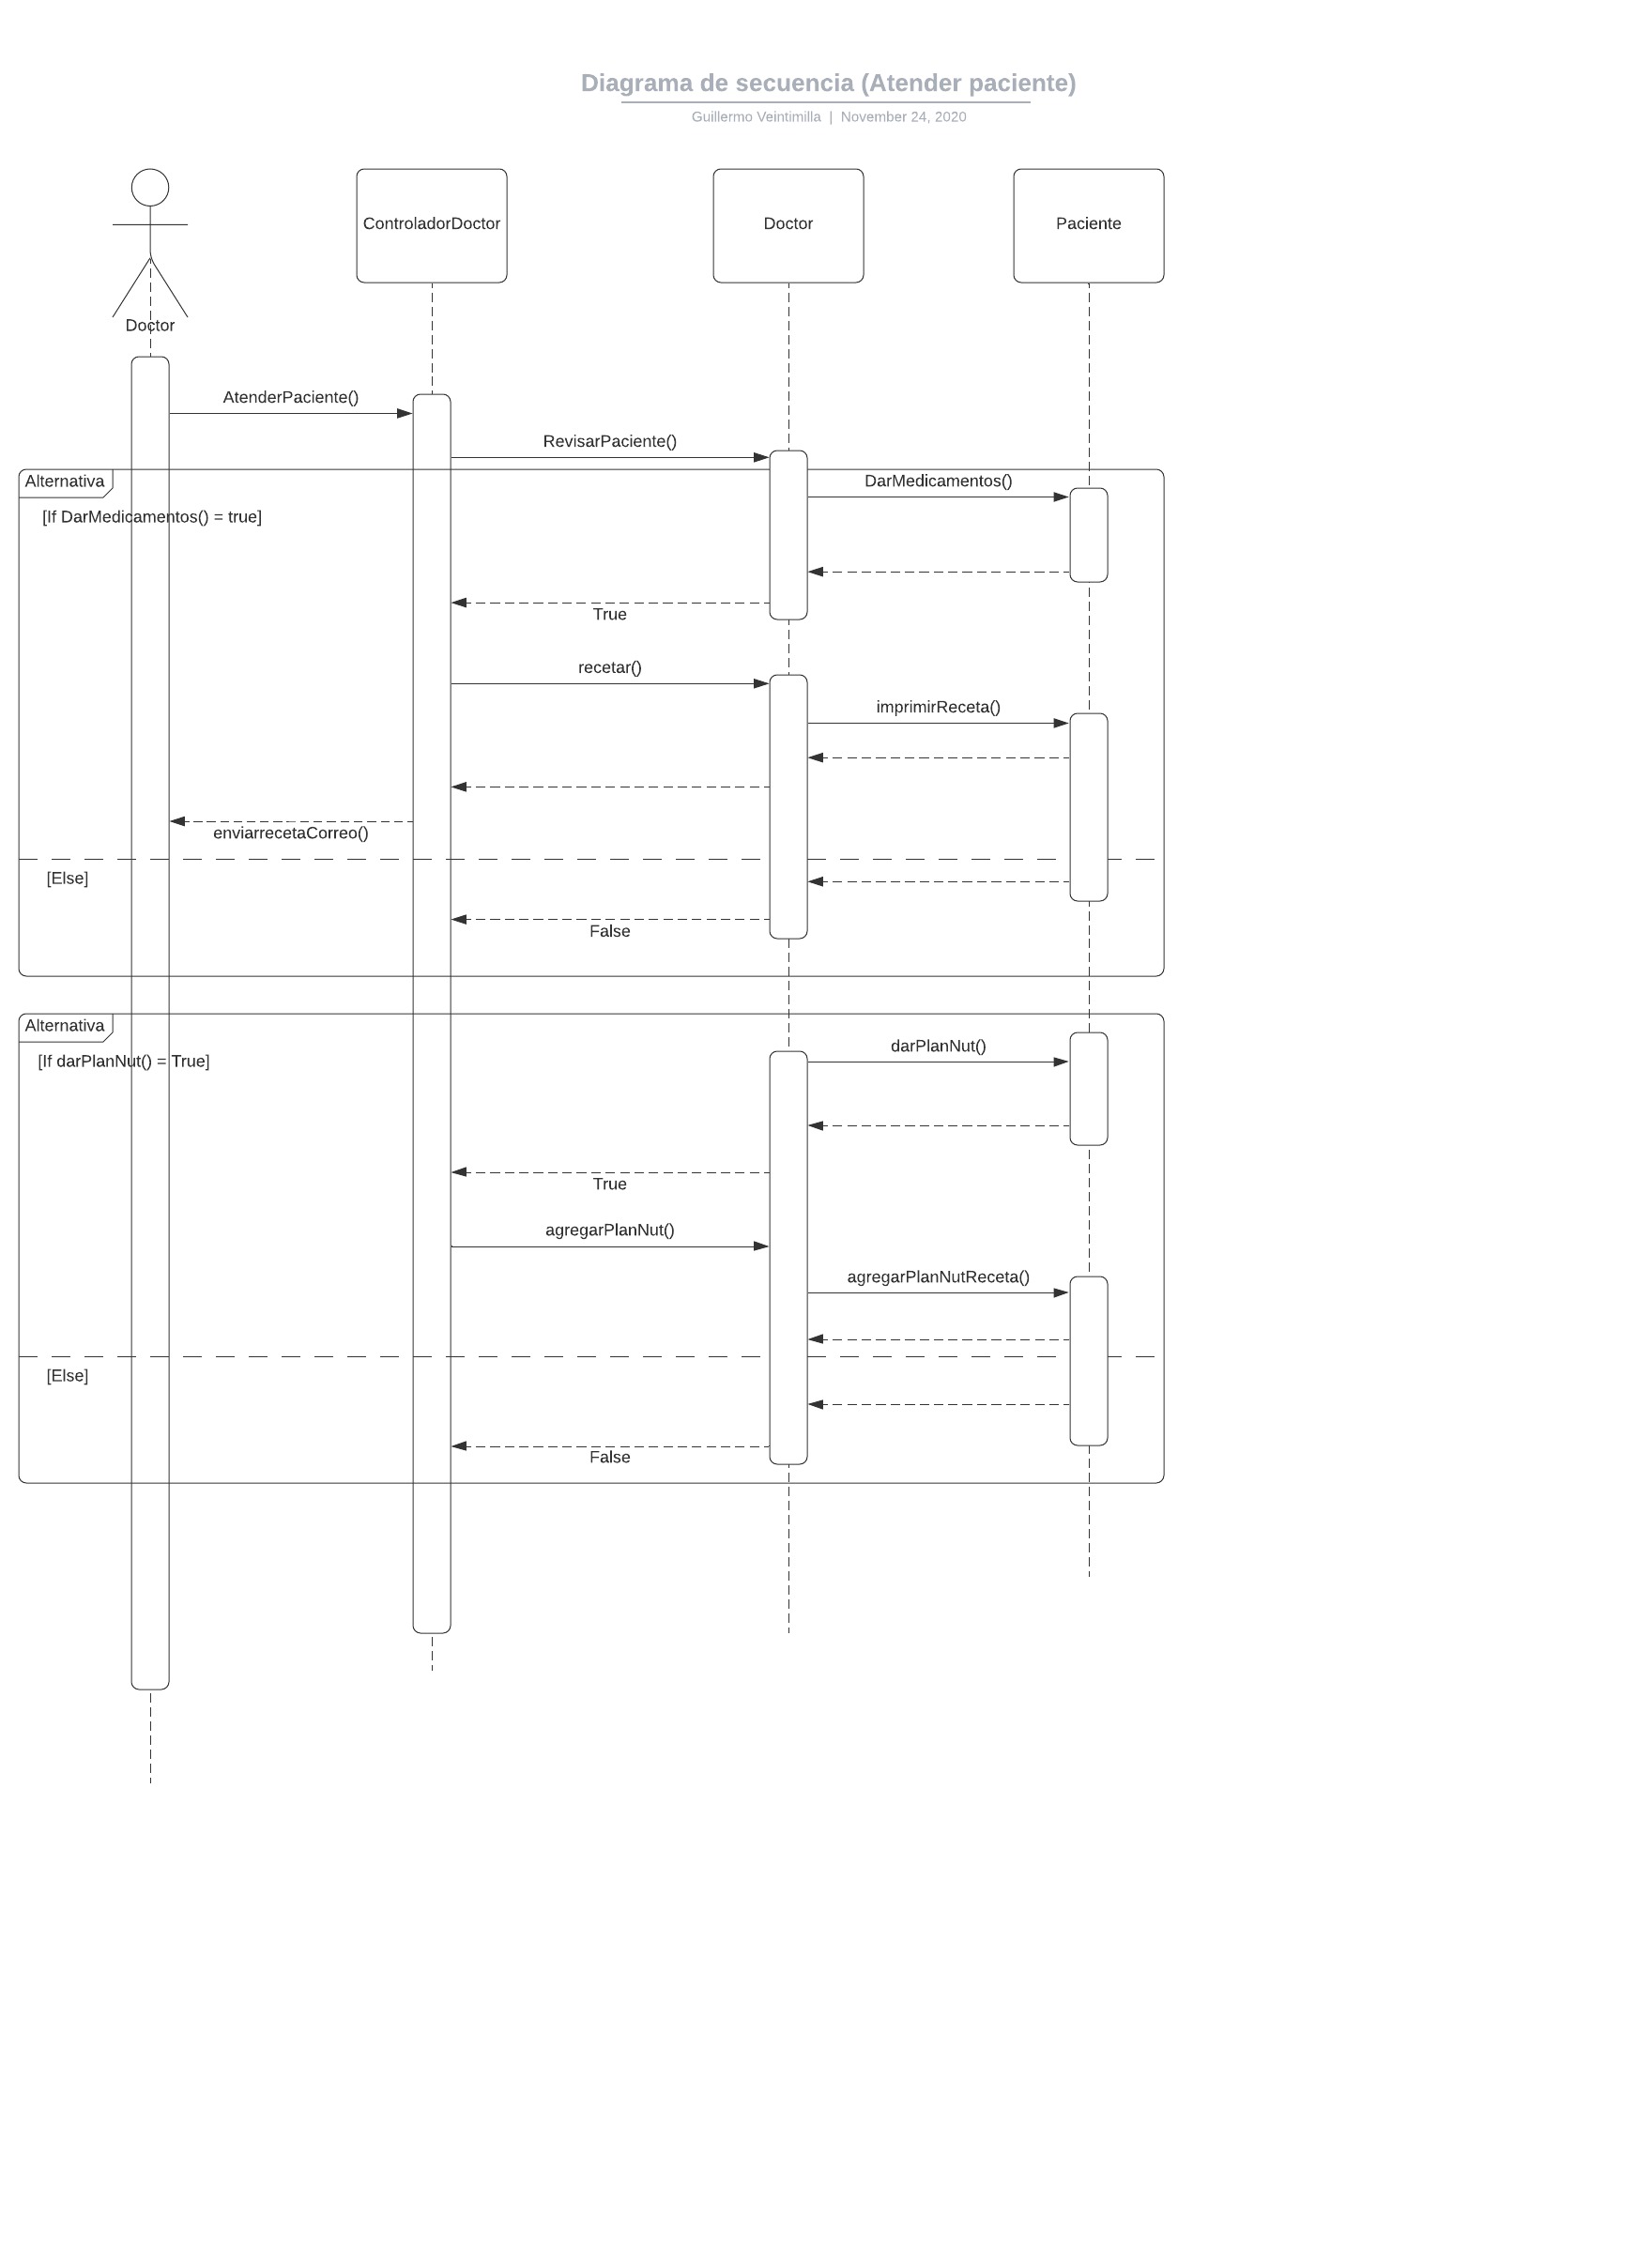 Diagrama de secuencia (Atender paciente)
Guillermo Veintimilla | November 24, 2020
ControladorDoctor
Doctor
Paciente
Doctor
AtenderPaciente()
RevisarPaciente()
Alternativa
DarMedicamentos()
[If DarMedicamentos() = true]
True
recetar()
imprimirReceta()
enviarrecetaCorreo()
[Else]
False
Alternativa
darPlanNut()
[If darPlanNut() = True]
True
agregarPlanNut()
agregarPlanNutReceta()
[Else]
False